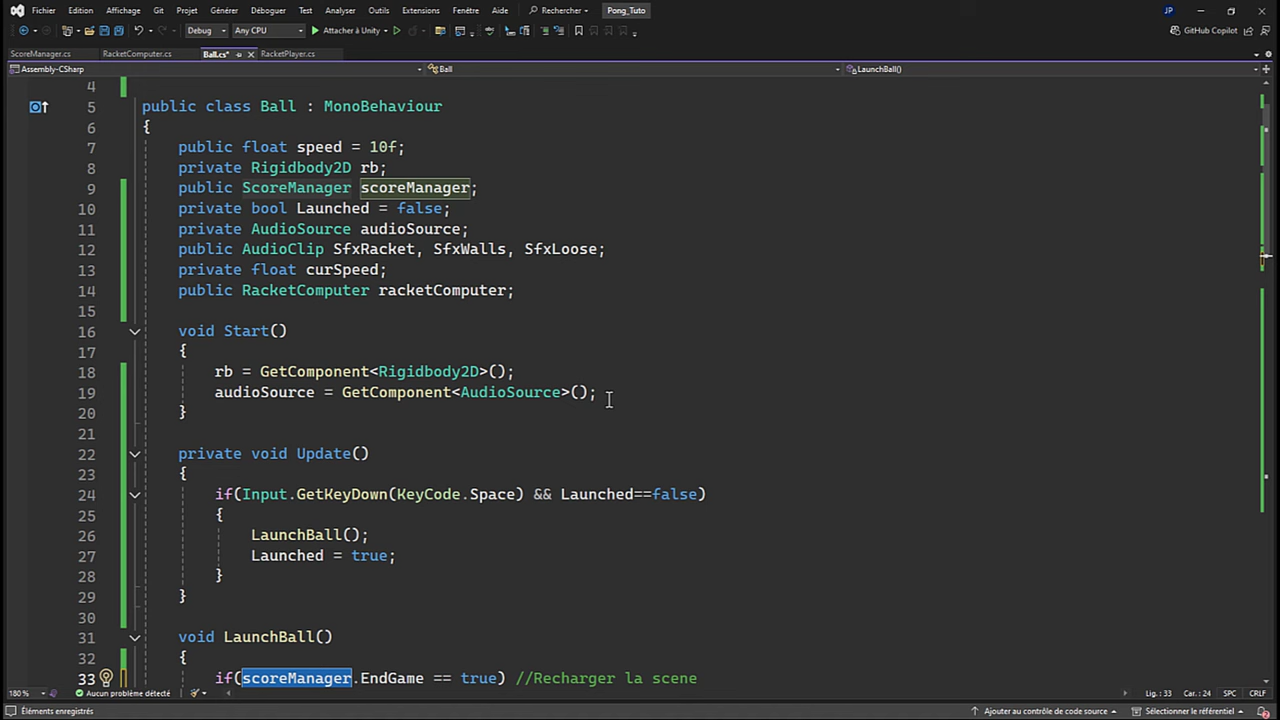 Fichier Edition Affichage Git Projet Générer Déboguer Test Analyser Outils Extensions Fenêtre Aide Rechercher Pong_Tuto JP
Debug Any CPU Attacher à Unity GitHub Copilot
ScoreManager.cs RacketComputer.cs Ball.cs* RacketPlayer.cs
Assembly-CSharp Ball LaunchBall()
4
5 public class Ball : MonoBehaviour
6 {
7 public float speed = 10f;
8 private Rigidbody2D rb;
9 public ScoreManager scoreManager;
10 private bool Launched = false;
11 private AudioSource audioSource;
12 public AudioClip SfxRacket, SfxWalls, SfxLoose;
13 private float curSpeed;
14 public RacketComputer racketComputer;
15
16 void Start()
17 {
18 rb = GetComponent<Rigidbody2D>();
19 audioSource = GetComponent<AudioSource>();
20 }
21
22 private void Update()
23 {
24 if(Input.GetKeyDown(KeyCode.Space) && Launched==false)
25 {
26 LaunchBall();
27 Launched = true;
28 }
29 }
30
31 void LaunchBall()
32 {
33 if(scoreManager.EndGame == true) //Recharger la scene
180 % Aucun problème détecté Lig.: 33 Car.: 24 SPC CRLF
Éléments enregistrés Ajouter au contrôle de code source Sélectionner le référentiel 2